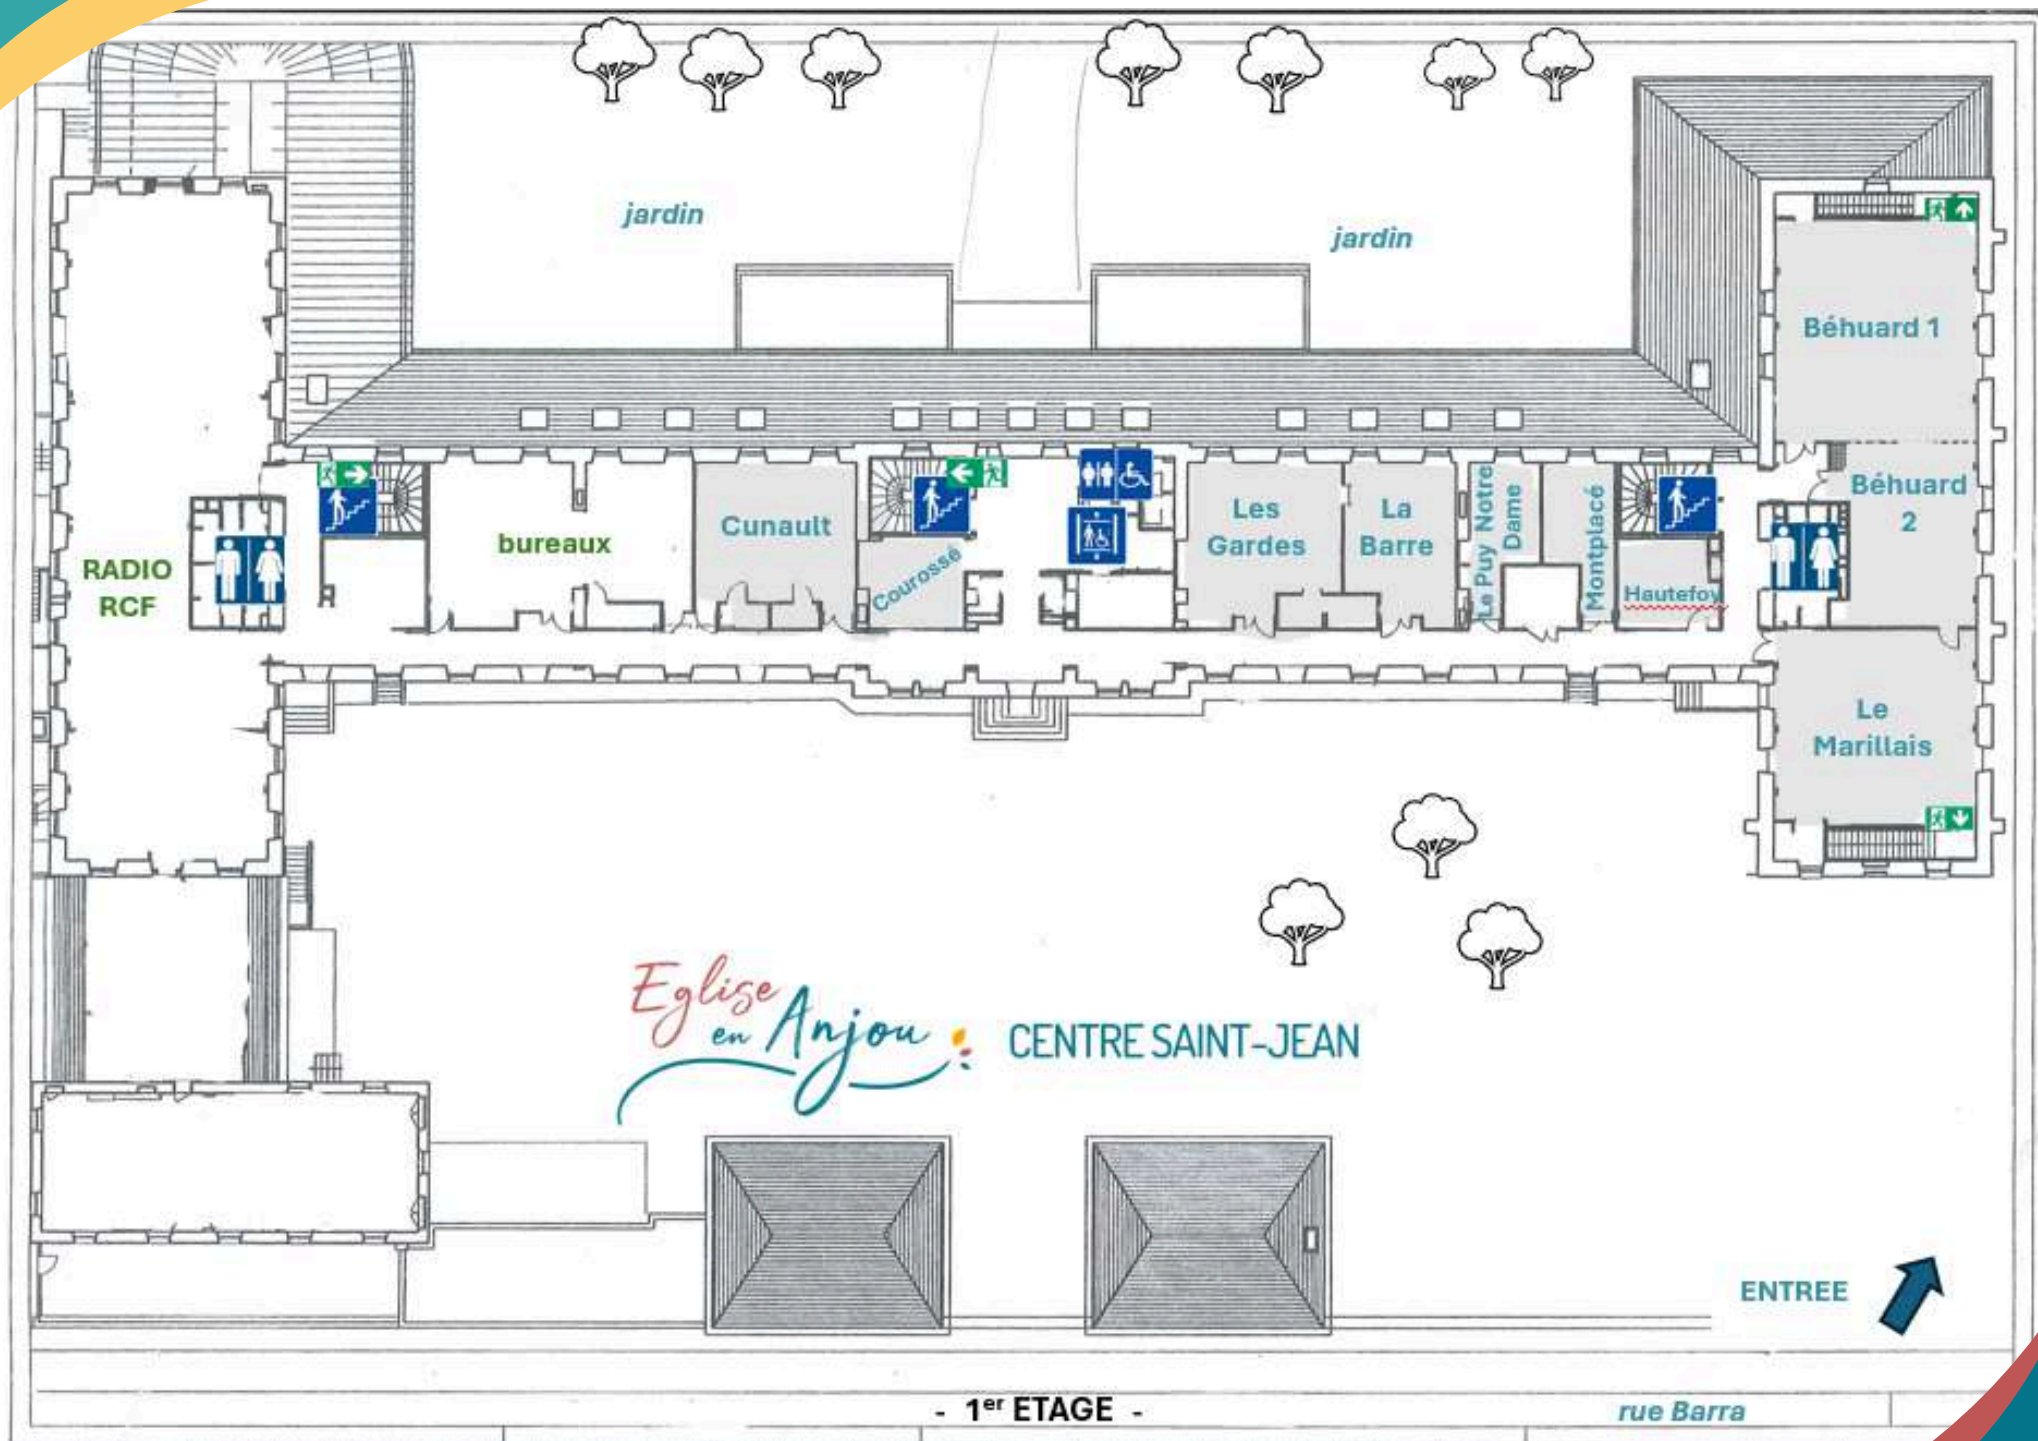 jardin
jardin
Béhuard 1
Béhuard
2
Le
Marillais
RADIO
RCF
bureaux
Cunault
Courossé
Les
Gardes
La
Barre
Le Puy Notre
Dame
Montplacé
Hautefoy
Eglise
en Anjou
CENTRE SAINT-JEAN
ENTREE
- 1er ETAGE -
rue Barra